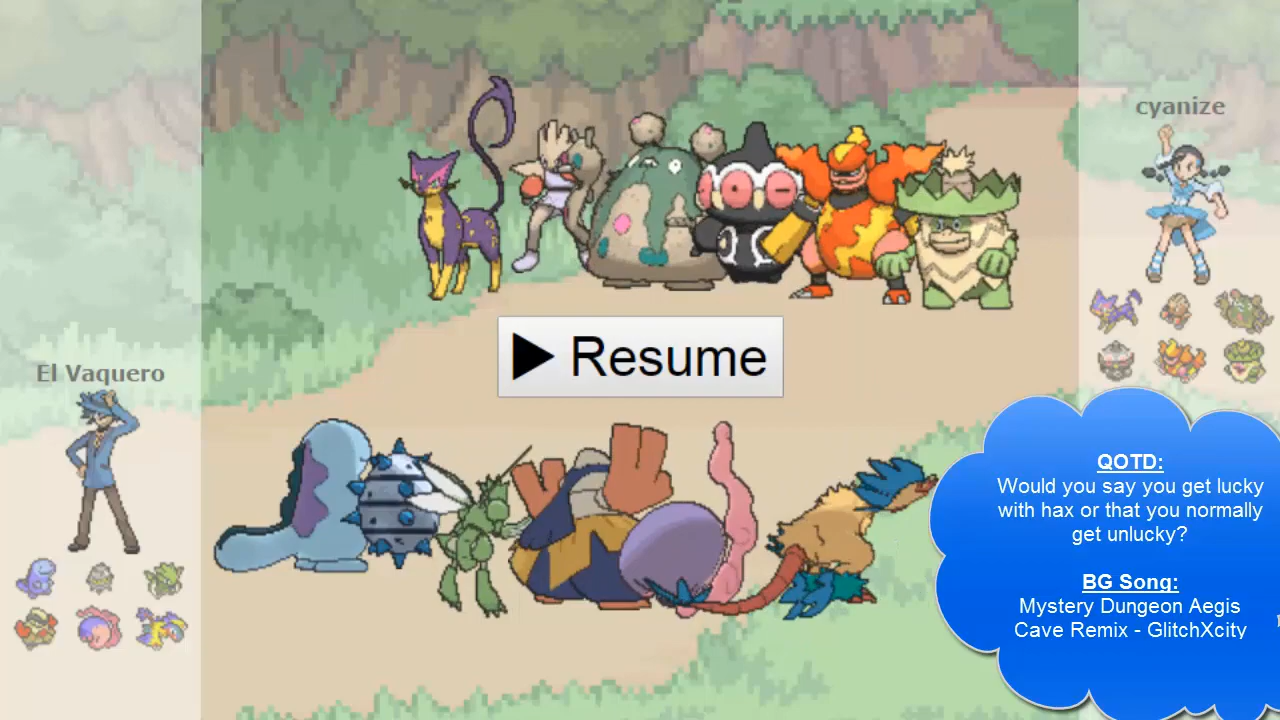 cyanize
Resume
El Vaquero
QOTD:
Would you say you get lucky
with hax or that you normally
get unlucky?
BG Song:
Mystery Dungeon Aegis
Cave Remix - GlitchXcity